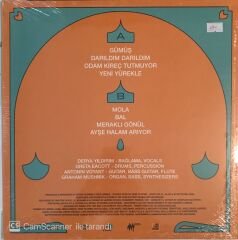 A
GÜMÜŞ
DARILDIM DARILDIM
ODAM KİREÇ TUTMUYOR
YENİ YÜREKLE
B
MOLA
BAL
MERAKLI GÖNÜL
AYŞE HALAM ARIYOR
DERYA YILDIRIM - BAĞLAMA, VOCALS
GRETA EACOTT - DRUMS, PERCUSSION
ANTONIN VOYANT - GUITAR, BASS GUITAR, FLUTE
GRAHAM MUSHNIK - ORGAN, BASS, SYNTHESIZERS
CS CamScanner ile tarandı